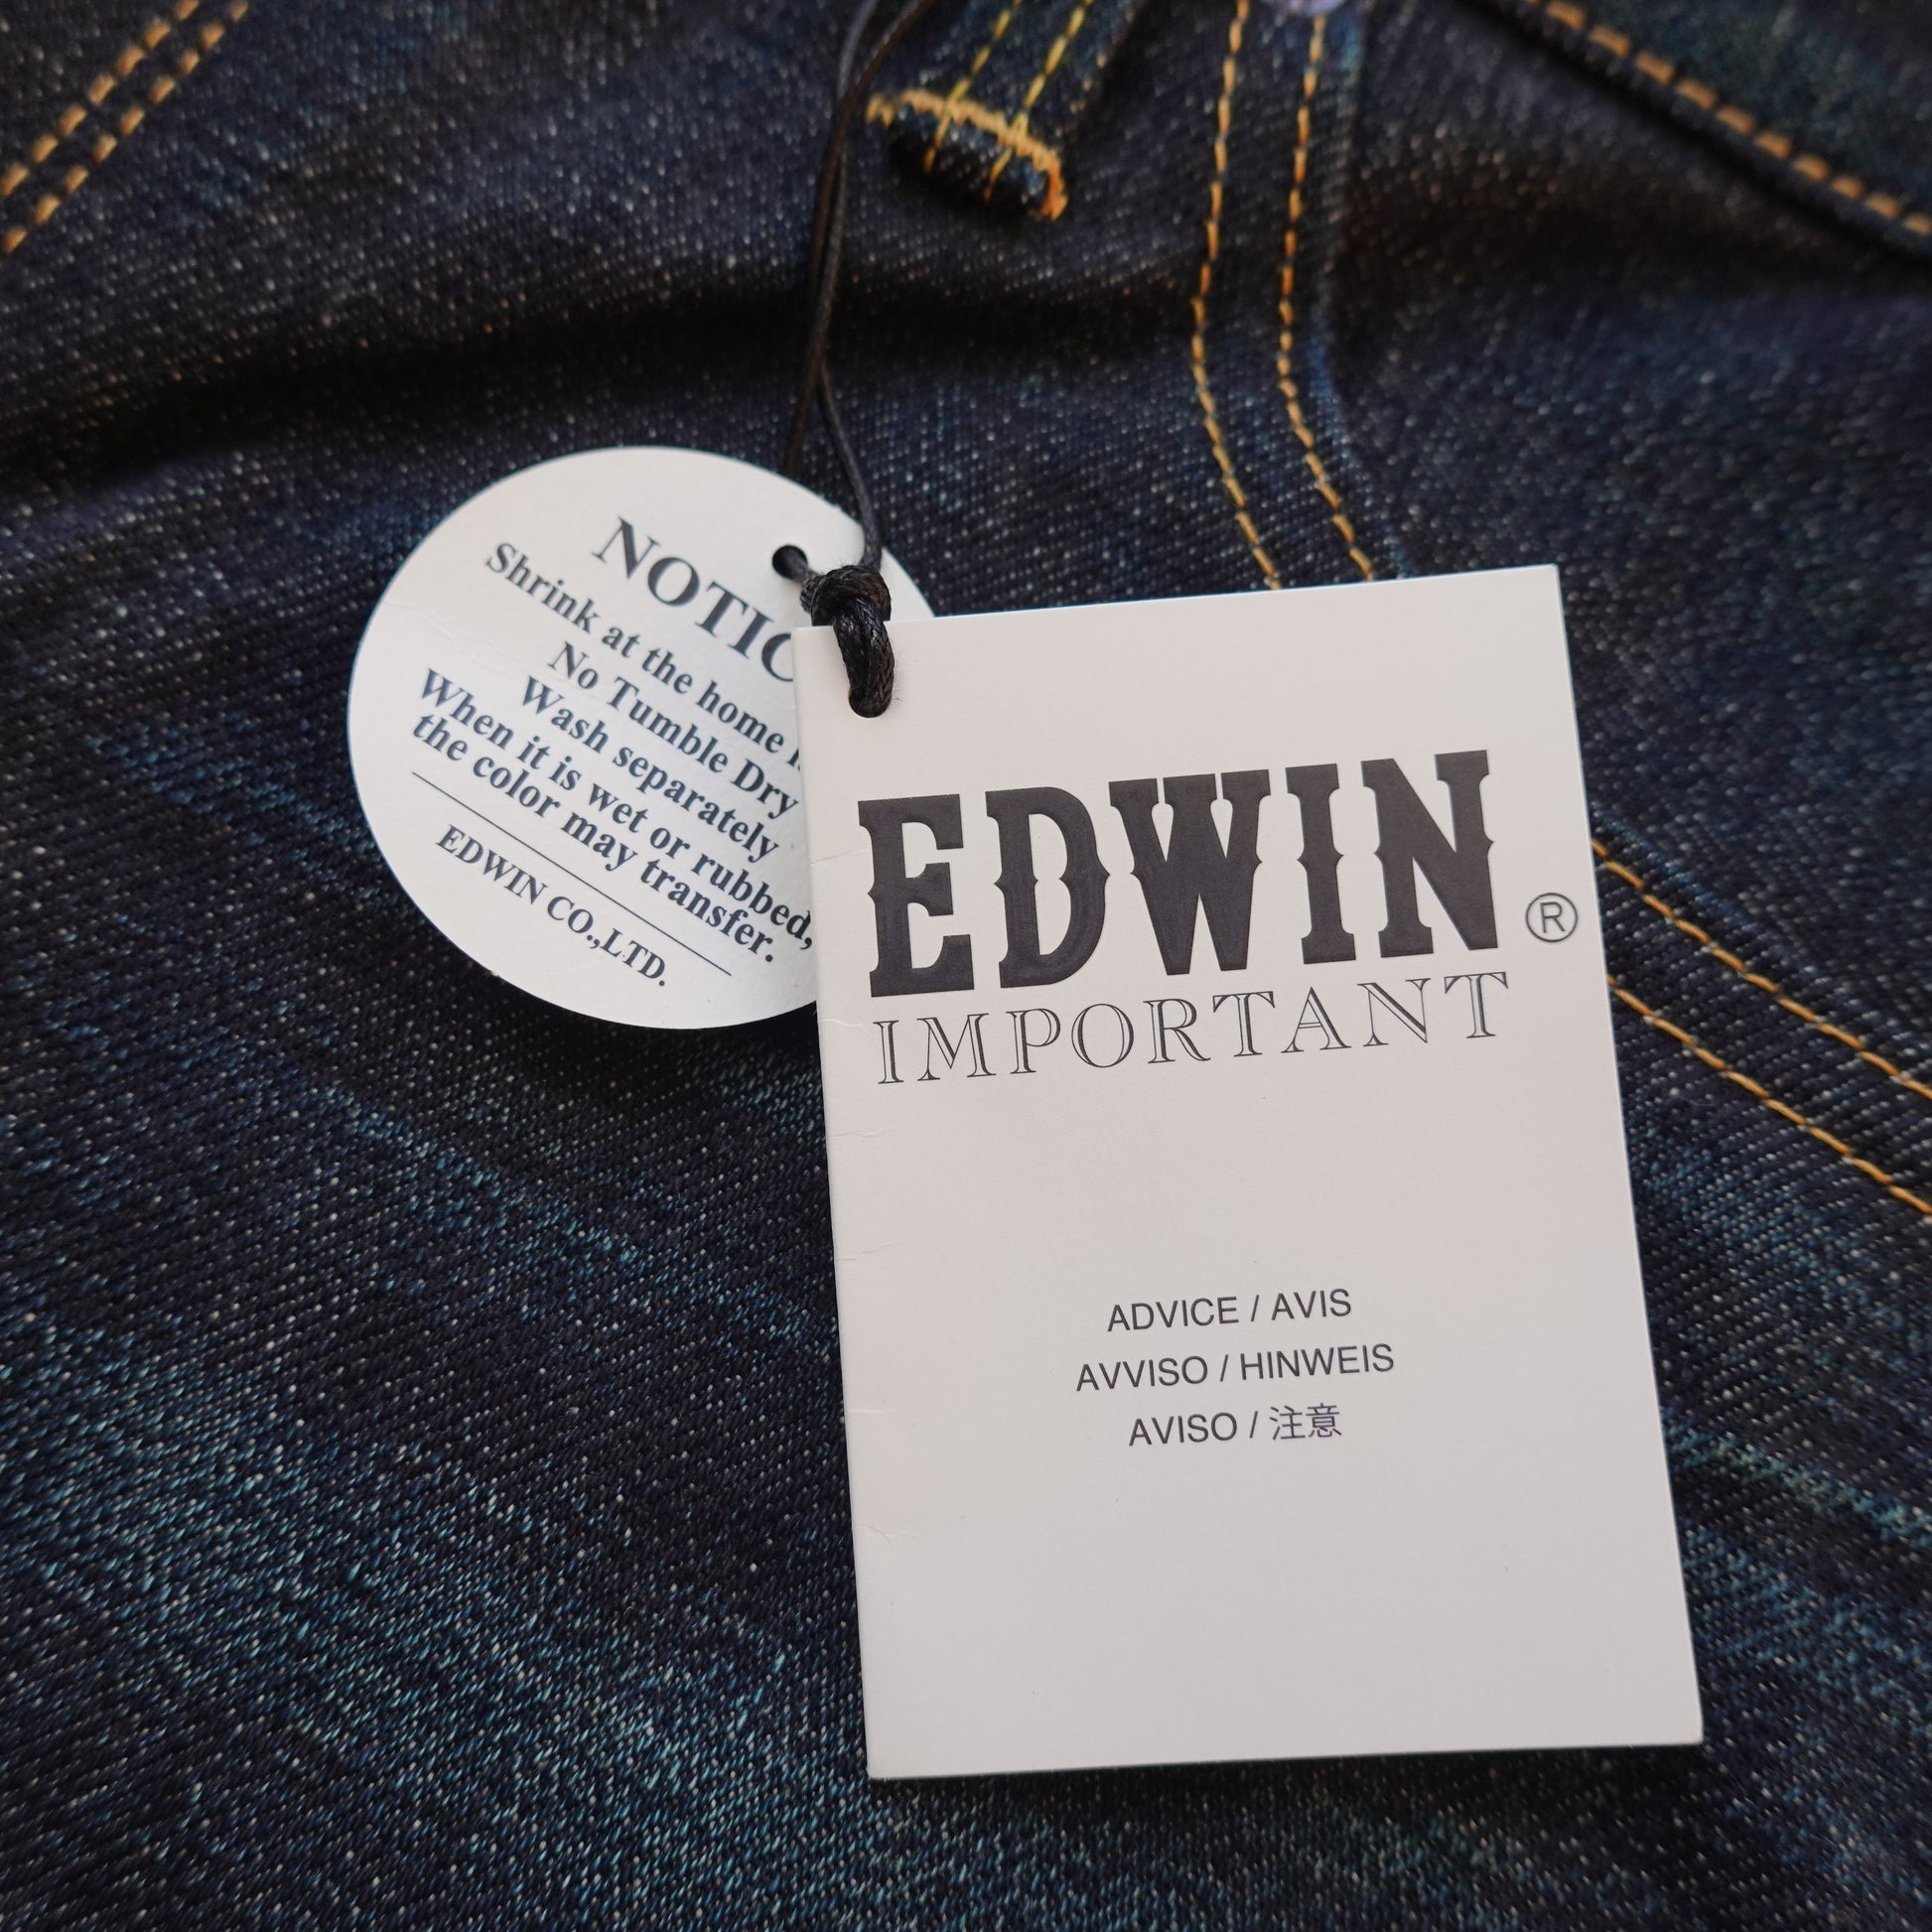 Shrink at the home
No Tumble Dry
Wash separately
When it is wet or rubbed,
the color may transfer.
EDWIN CO.,LTD.
EDWIN®
IMPORTANT
ADVICE / AVIS
AVVISO / HINWEIS
AVISO / 注意